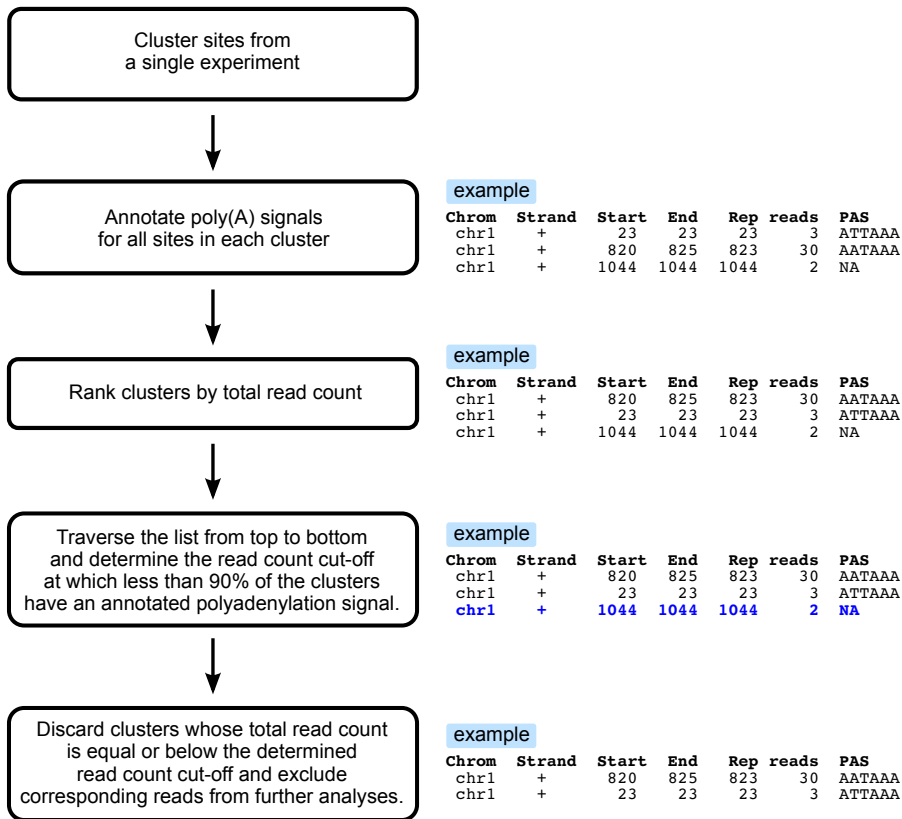 Cluster sites from
a single experiment
Annotate poly(A) signals
for all sites in each cluster
example
Chrom Strand Start End Rep reads PAS
chr1 + 23 23 23 3 ATTAAA
chr1 + 820 825 823 30 AATAAA
chr1 + 1044 1044 1044 2 NA
Rank clusters by total read count
example
Chrom Strand Start End Rep reads PAS
chr1 + 820 825 823 30 AATAAA
chr1 + 23 23 23 3 ATTAAA
chr1 + 1044 1044 1044 2 NA
Traverse the list from top to bottom
and determine the read count cut-off
at which less than 90% of the clusters
have an annotated polyadenylation signal.
example
Chrom Strand Start End Rep reads PAS
chr1 + 820 825 823 30 AATAAA
chr1 + 23 23 23 3 ATTAAA
chr1 + 1044 1044 1044 2 NA
Discard clusters whose total read count
is equal or below the determined
read count cut-off and exclude
corresponding reads from further analyses.
example
Chrom Strand Start End Rep reads PAS
chr1 + 820 825 823 30 AATAAA
chr1 + 23 23 23 3 ATTAAA